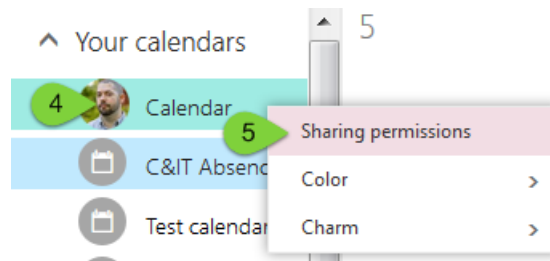 Your calendars
5
4
Calendar
5
Sharing permissions
C&IT Absenc
Color
Test calendar
Charm